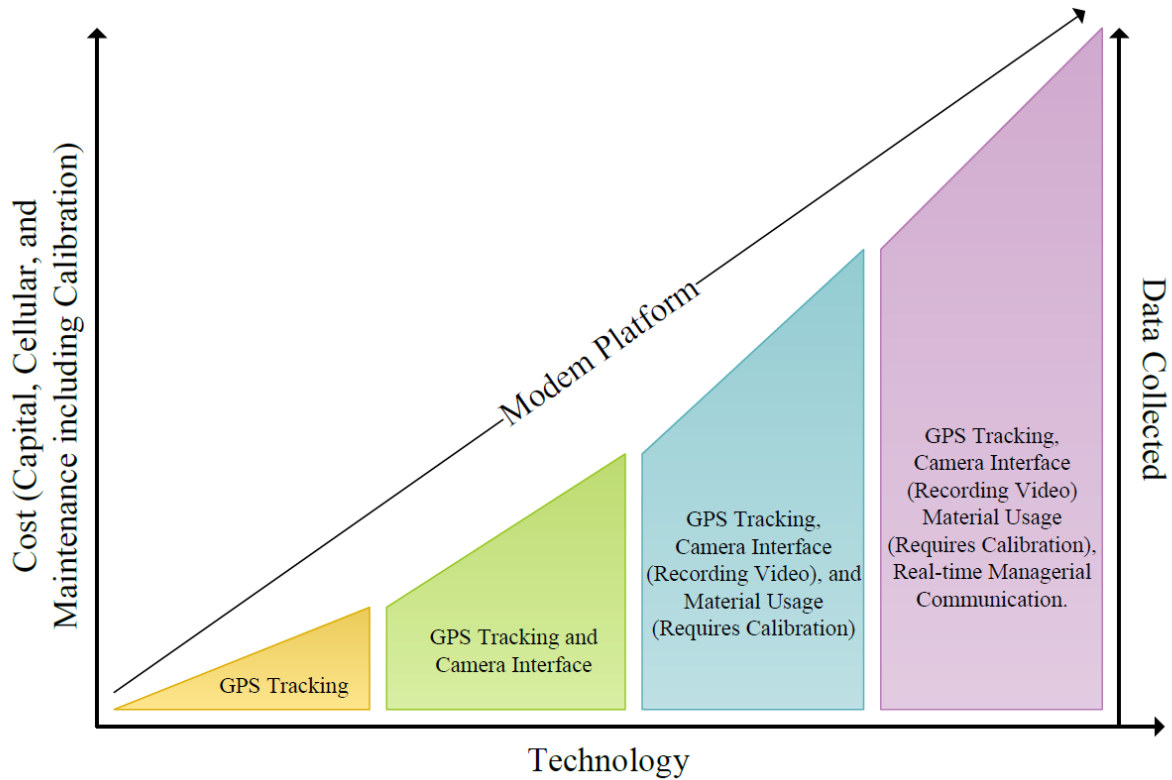 Cost (Capital, Cellular, and
Maintenance including Calibration)
Modem Platform
GPS Tracking
GPS Tracking and
Camera Interface
GPS Tracking,
Camera Interface
(Recording Video), and
Material Usage
(Requires Calibration)
GPS Tracking,
Camera Interface
(Recording Video)
Material Usage
(Requires Calibration),
Real-time Managerial
Communication.
Data Collected
Technology